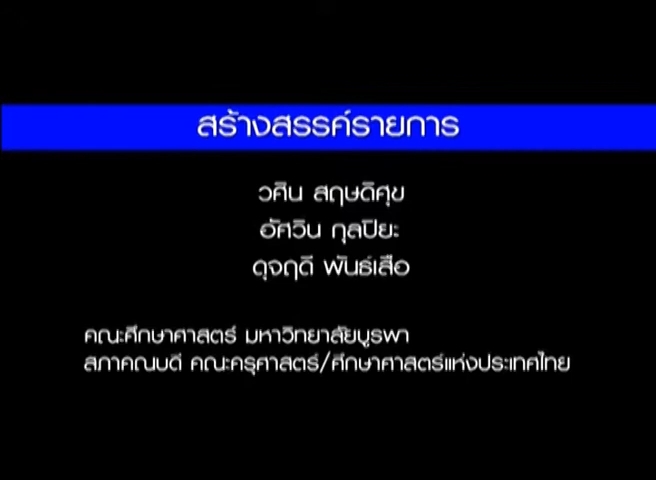 สร้างสรรค์รายการ
วศิน สฤษดิศุข
อัศวิน กุลปิยะ
ดุจฤดี พันธ์เสือ
คณะศึกษาศาสตร์ มหาวิทยาลัยบูรพา
สภาคณบดี คณะครุศาสตร์/ศึกษาศาสตร์แห่งประเทศไทย